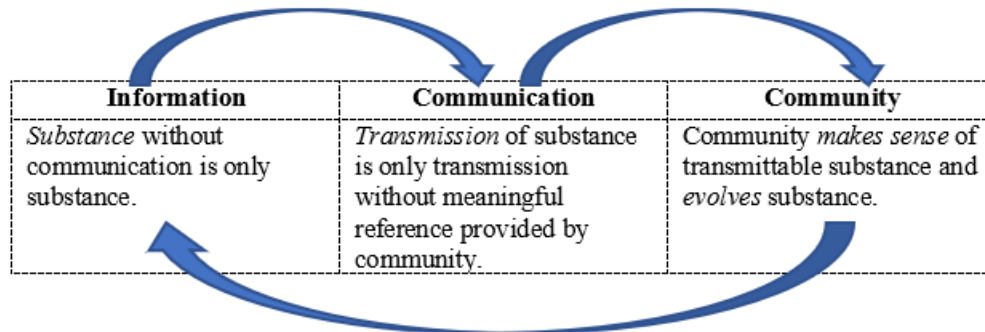 Information
Substance without
communication is only
substance.
Communication
Transmission of substance
is only transmission
without meaningful
reference provided by
community.
Community
Community makes sense of
transmittable substance and
evolves substance.